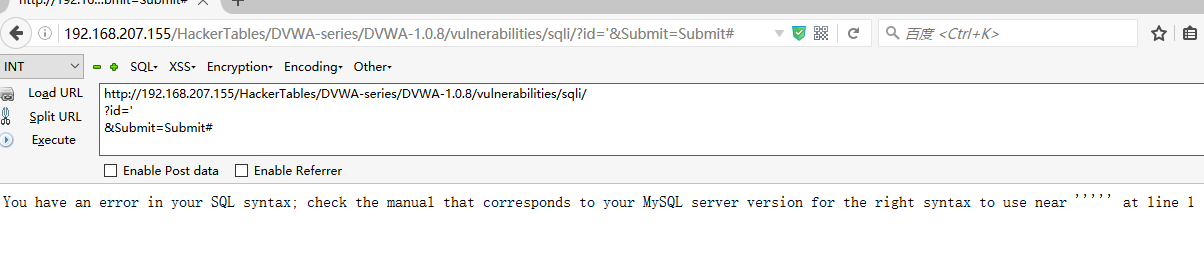 http://192.10...bmit=Submit#
192.168.207.155/HackerTables/DVWA-series/DVWA-1.0.8/vulnerabilities/sqli/?id='&Submit=Submit#
百度 <Ctrl+K>
INT SQL XSS Encryption Encoding Other
Load URL
Split URL
Execute
http://192.168.207.155/HackerTables/DVWA-series/DVWA-1.0.8/vulnerabilities/sqli/
?id='
&Submit=Submit#
Enable Post data Enable Referrer
You have an error in your SQL syntax; check the manual that corresponds to your MySQL server version for the right syntax to use near ''''' at line 1